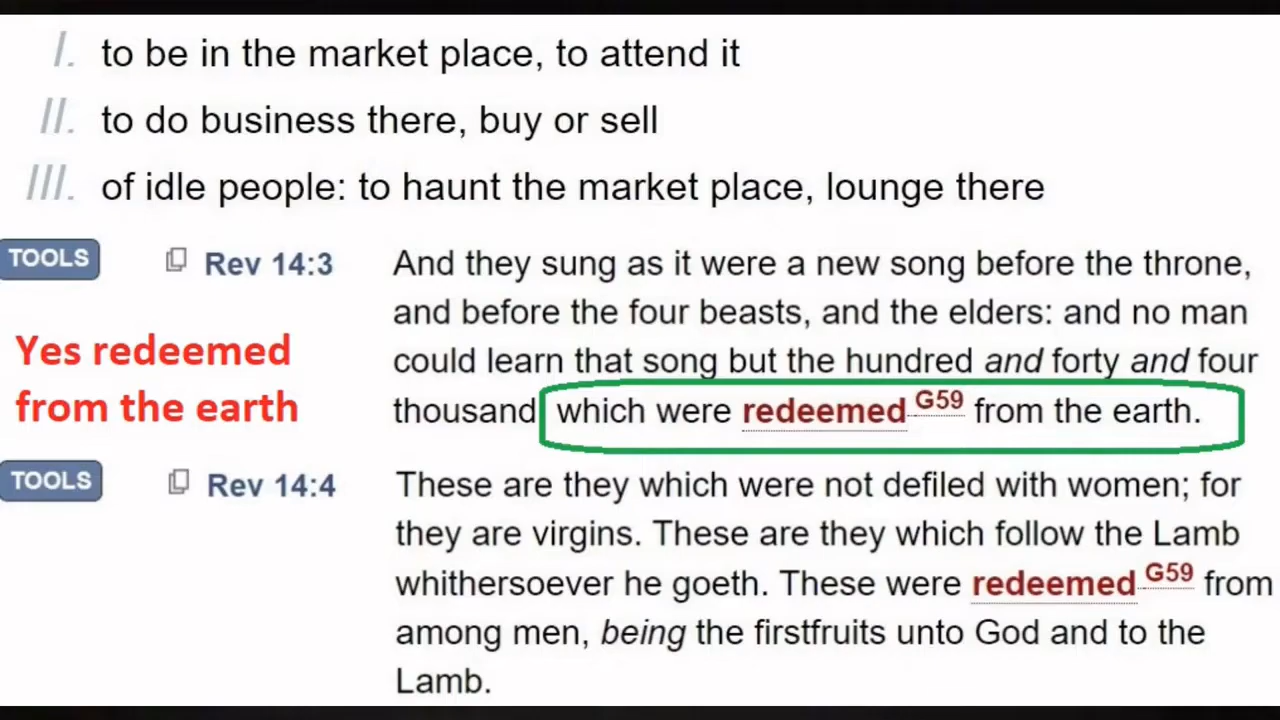 I. to be in the market place, to attend it
II. to do business there, buy or sell
III. of idle people: to haunt the market place, lounge there
TOOLS Rev 14:3 And they sung as it were a new song before the throne,
and before the four beasts, and the elders: and no man
Yes redeemed could learn that song but the hundred and forty and four
from the earth thousand which were redeemed G59 from the earth.
TOOLS Rev 14:4 These are they which were not defiled with women; for
they are virgins. These are they which follow the Lamb
whithersoever he goeth. These were redeemed G59 from
among men, being the firstfruits unto God and to the
Lamb.